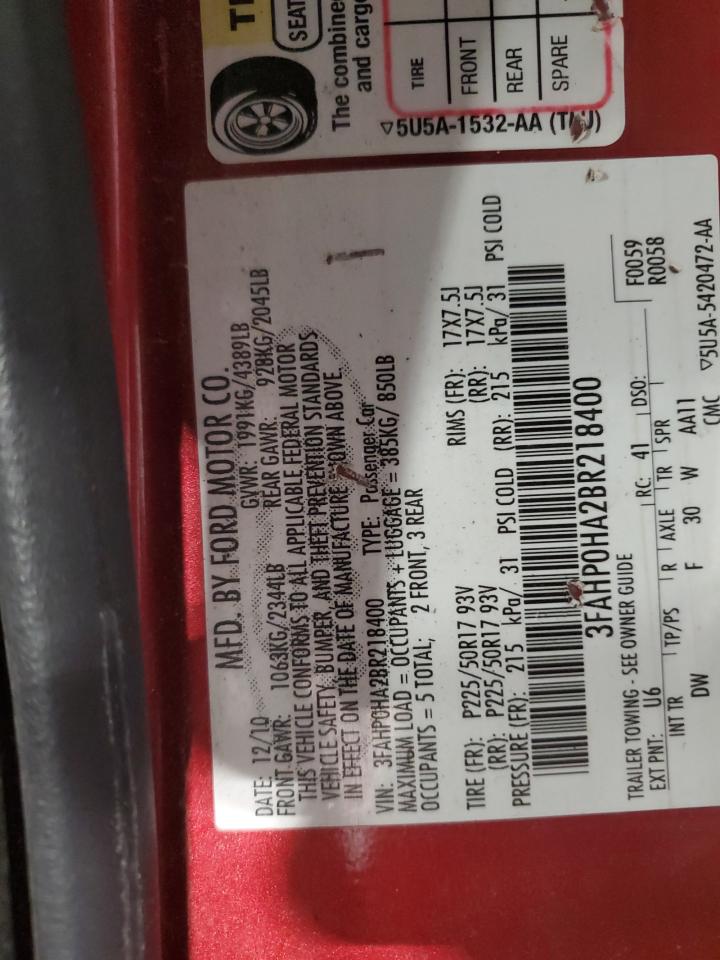 SEAT
The combined
and cargo
TIRE
FRONT
REAR
SPARE
5U5A-1532-AA
MFD. BY FORD MOTOR CO.
DATE: 12/10 GVWR: 1991KG/4389LB
FRONT GAWR: 1063KG/2344LB REAR GAWR: 928KG/2045LB
THIS VEHICLE CONFORMS TO ALL APPLICABLE FEDERAL MOTOR
VEHICLE SAFETY, BUMPER, AND THEFT PREVENTION STANDARDS
IN EFFECT ON THE DATE OF MANUFACTURE SHOWN ABOVE.
VIN: 3FAHP0HA2BR218400 TYPE: Passenger Car
MAXIMUM LOAD = OCCUPANTS + LUGGAGE = 385KG/ 850LB
OCCUPANTS = 5 TOTAL; 2 FRONT, 3 REAR
TIRE (FR): P225/50R17 93V RIMS (FR): 17X7.5J
(RR): P225/50R17 93V (RR): 17X7.5J
PRESSURE (FR): 215 kPa/ 31 PSI COLD (RR): 215 kPa/ 31 PSI COLD
3FAHP0HA2BR218400
TRAILER TOWING - SEE OWNER GUIDE F0059
EXT PNT: U6 RC: 41 DSO: R0058
INT TR TP/PS R AXLE TR SPR
DW F 30 W AA11
CMC ▽5U5A-5420472-AA